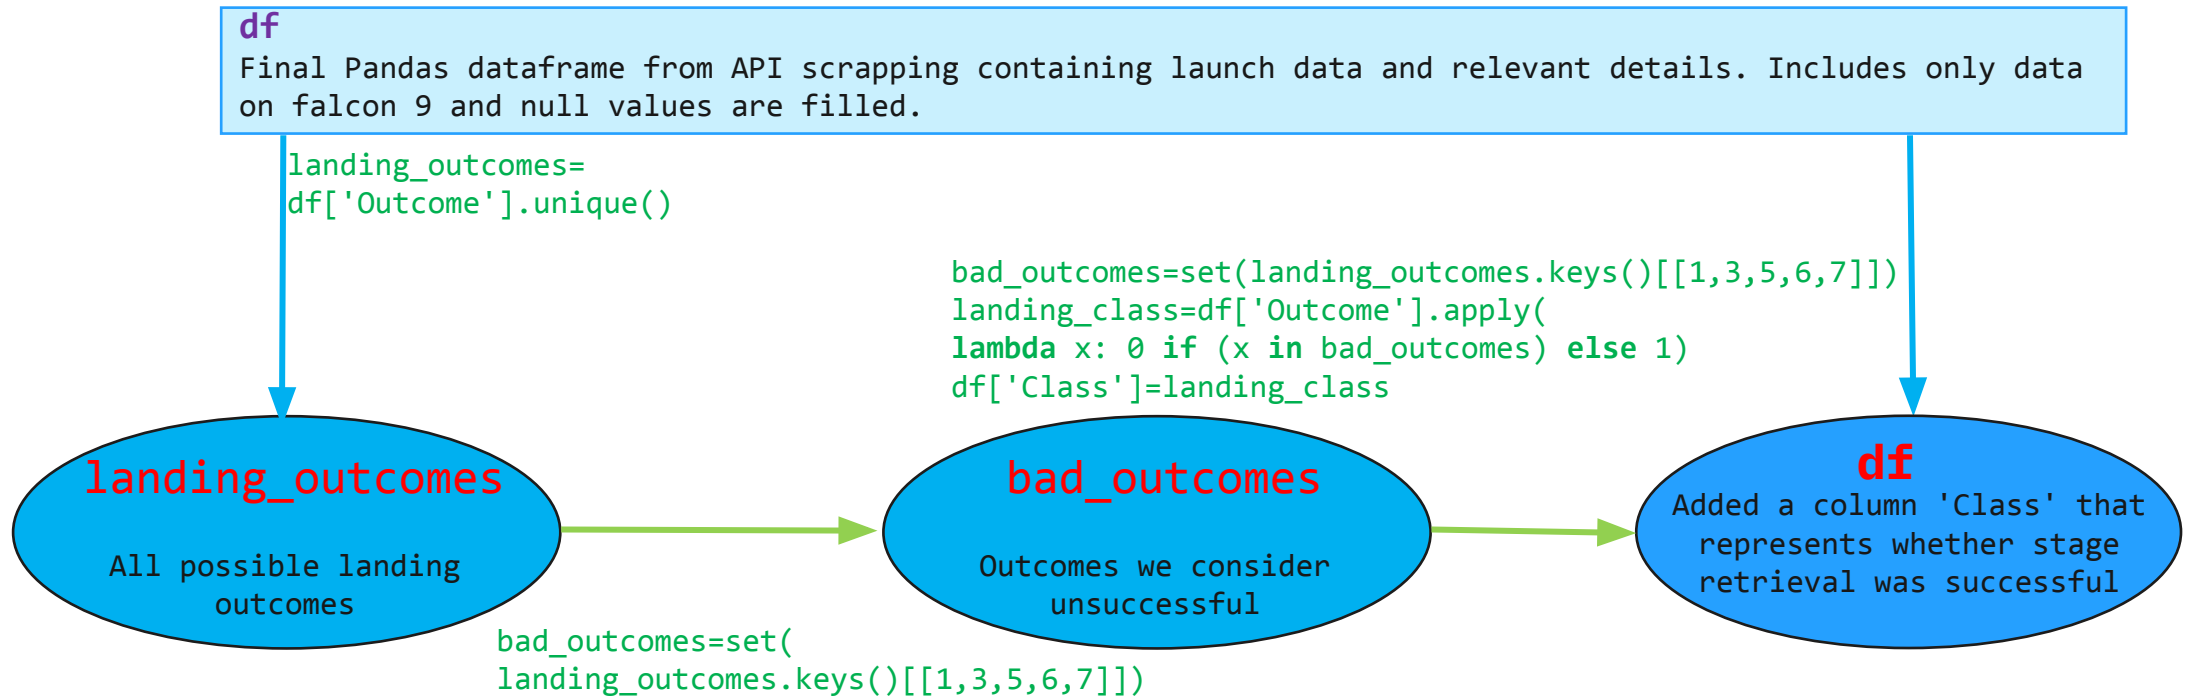 df
Final Pandas dataframe from API scrapping containing launch data and relevant details. Includes only data
on falcon 9 and null values are filled.
landing_outcomes=
df['Outcome'].unique()
bad_outcomes=set(landing_outcomes.keys()[[1,3,5,6,7]])
landing_class=df['Outcome'].apply(
lambda x: 0 if (x in bad_outcomes) else 1)
df['Class']=landing_class
landing_outcomes
All possible landing
outcomes
bad_outcomes
Outcomes we consider
unsuccessful
df
Added a column 'Class' that
represents whether stage
retrieval was successful
bad_outcomes=set(
landing_outcomes.keys()[[1,3,5,6,7]])